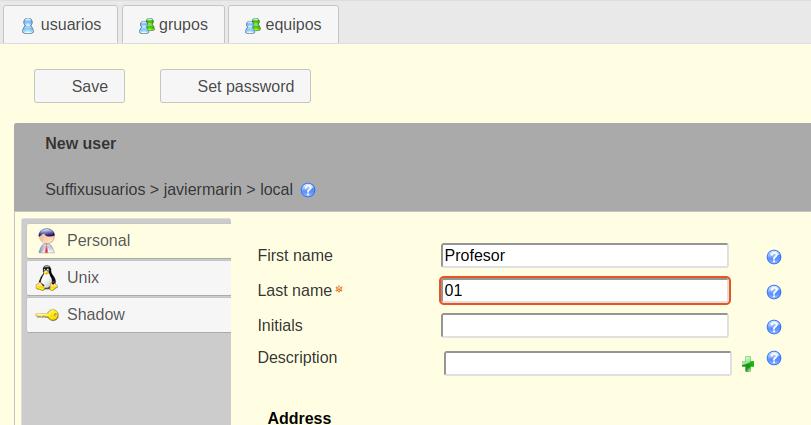 usuarios grupos equipos
Save Set password
New user
Suffixusuarios > javiermarin > local ?
Personal
Unix
Shadow
First name Profesor ?
Last name* 01 ?
Initials ?
Description ?
Address